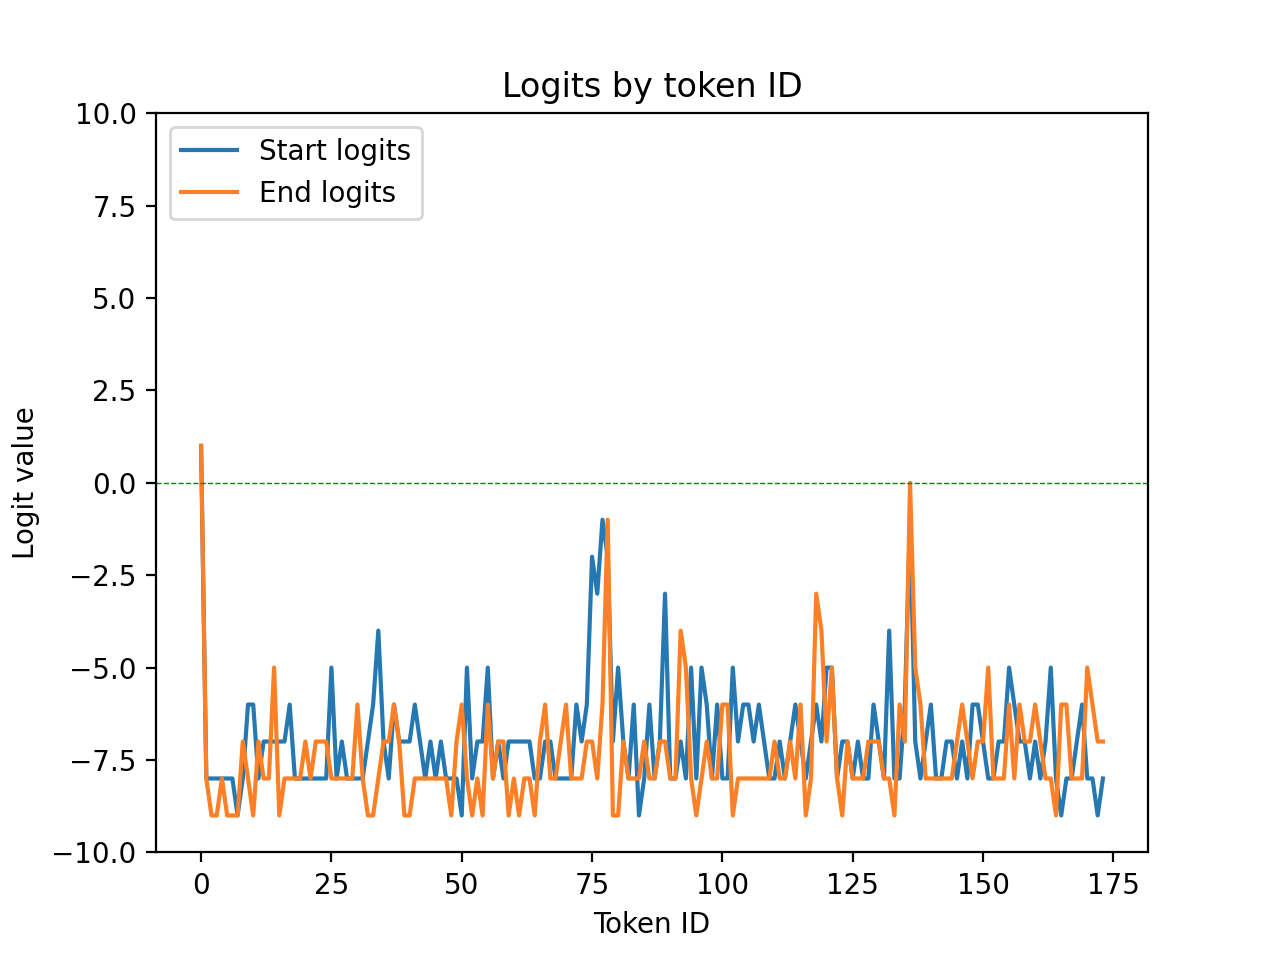 Logits by token ID
10.0
7.5
5.0
2.5
0.0
−2.5
−5.0
−7.5
−10.0
Logit value
Start logits
End logits
0 25 50 75 100 125 150 175
Token ID